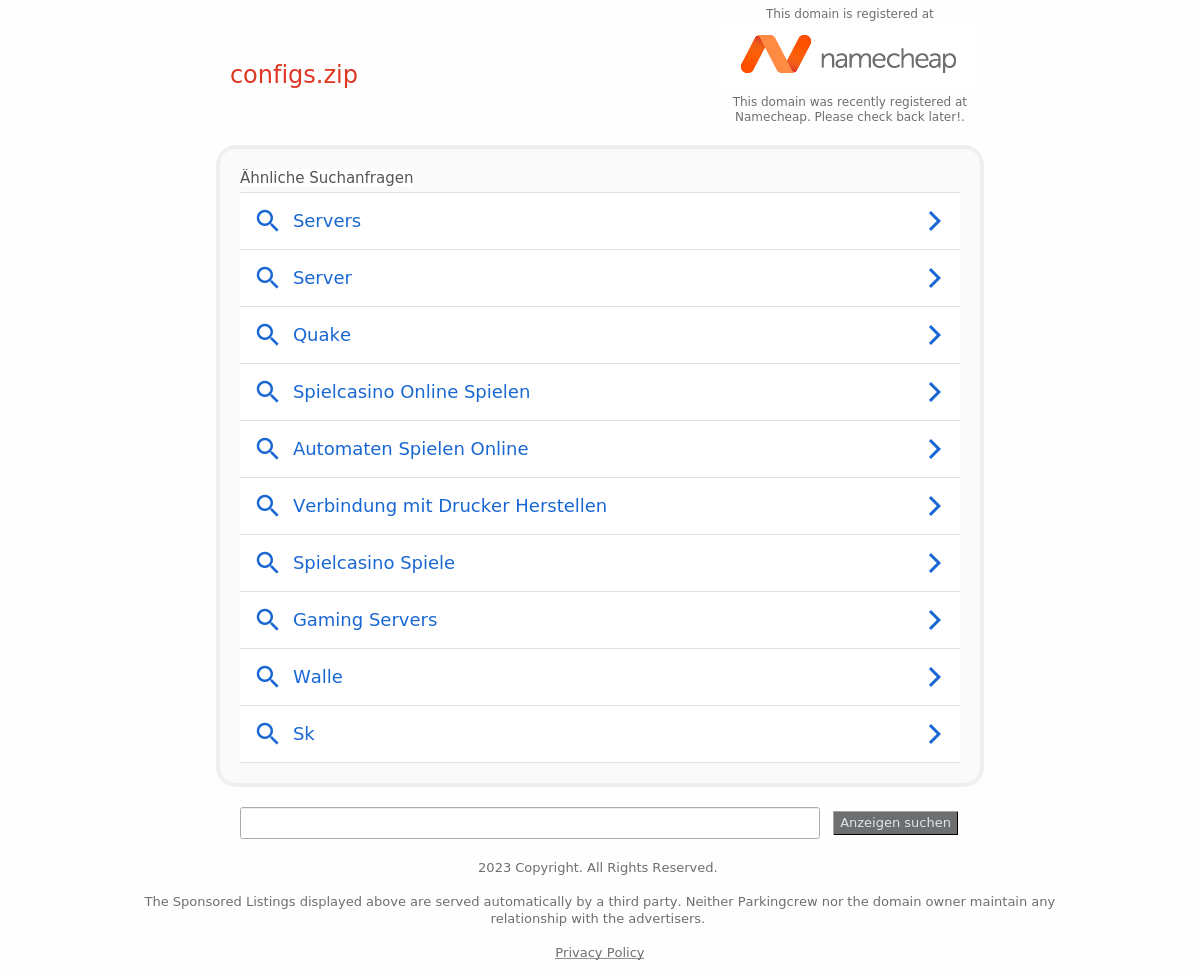 This domain is registered at
namecheap
configs.zip
This domain was recently registered at
Namecheap. Please check back later!.
Ähnliche Suchanfragen
Servers
Server
Quake
Spielcasino Online Spielen
Automaten Spielen Online
Verbindung mit Drucker Herstellen
Spielcasino Spiele
Gaming Servers
Walle
Sk
Anzeigen suchen
2023 Copyright. All Rights Reserved.
The Sponsored Listings displayed above are served automatically by a third party. Neither Parkingcrew nor the domain owner maintain any
relationship with the advertisers.
Privacy Policy